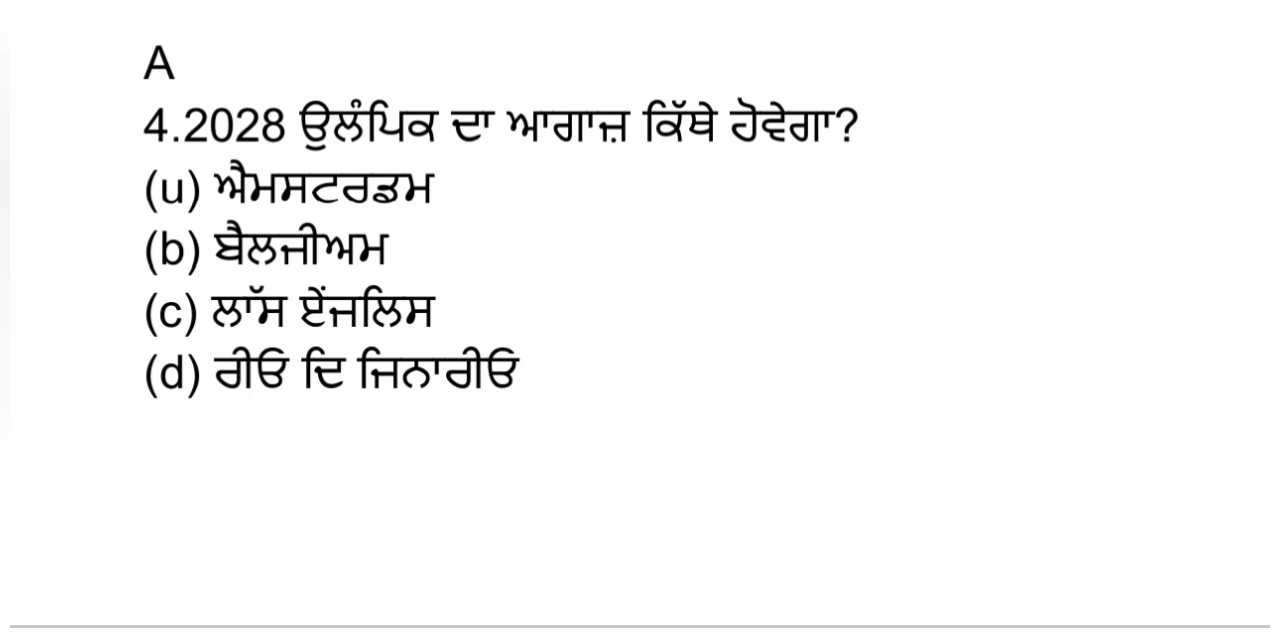 A
4.2028 ਉਲੰਪਿਕ ਦਾ ਆਗਾਜ਼ ਕਿੱਥੇ ਹੋਵੇਗਾ?
(u) ਐਮਸਟਰਡਮ
(b) ਬੈਲਜੀਅਮ
(c) ਲਾੱਸ ਏਂਜਲਿਸ
(d) ਰੀਓ ਦਿ ਜਿਨਾਰੀਓ